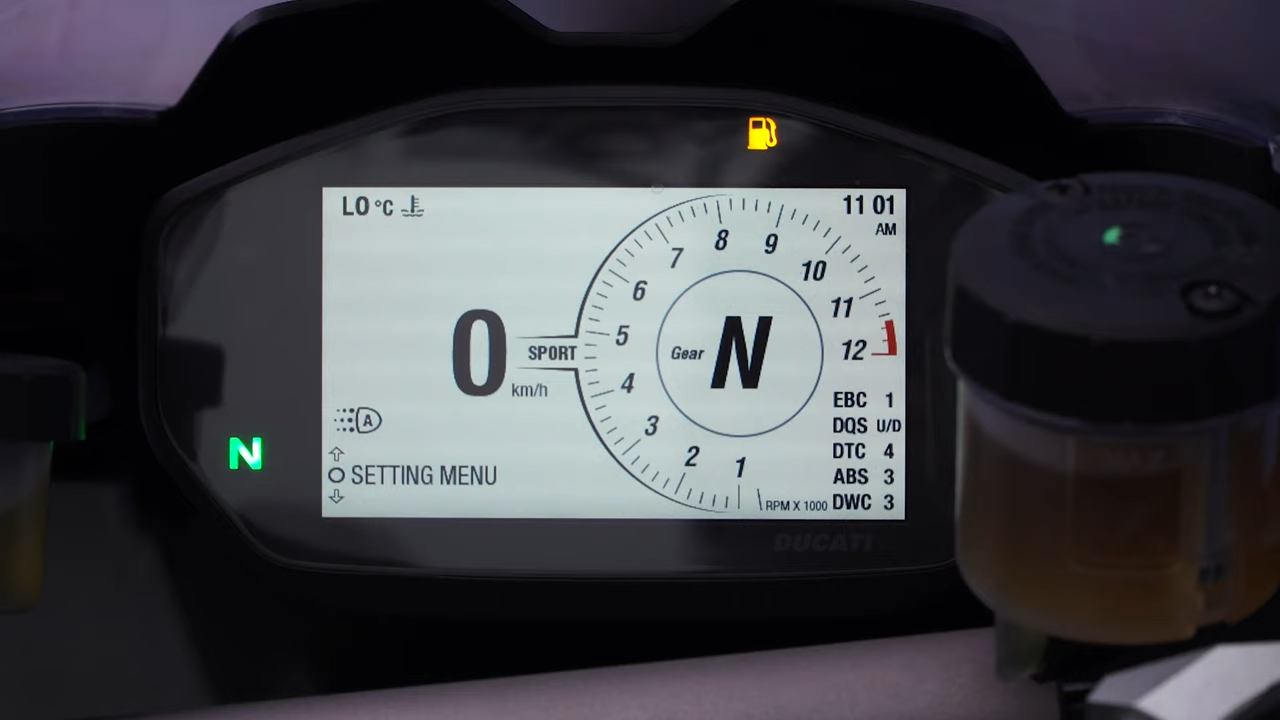 LO °C
11 01
AM
8
9
7
10
6
11
5
12
4
3
2
1
0
km/h
SPORT
Gear N
EBC 1
DQS U/D
DTC 4
ABS 3
DWC 3
A
SETTING MENU
RPM X 1000
N
DUCATI